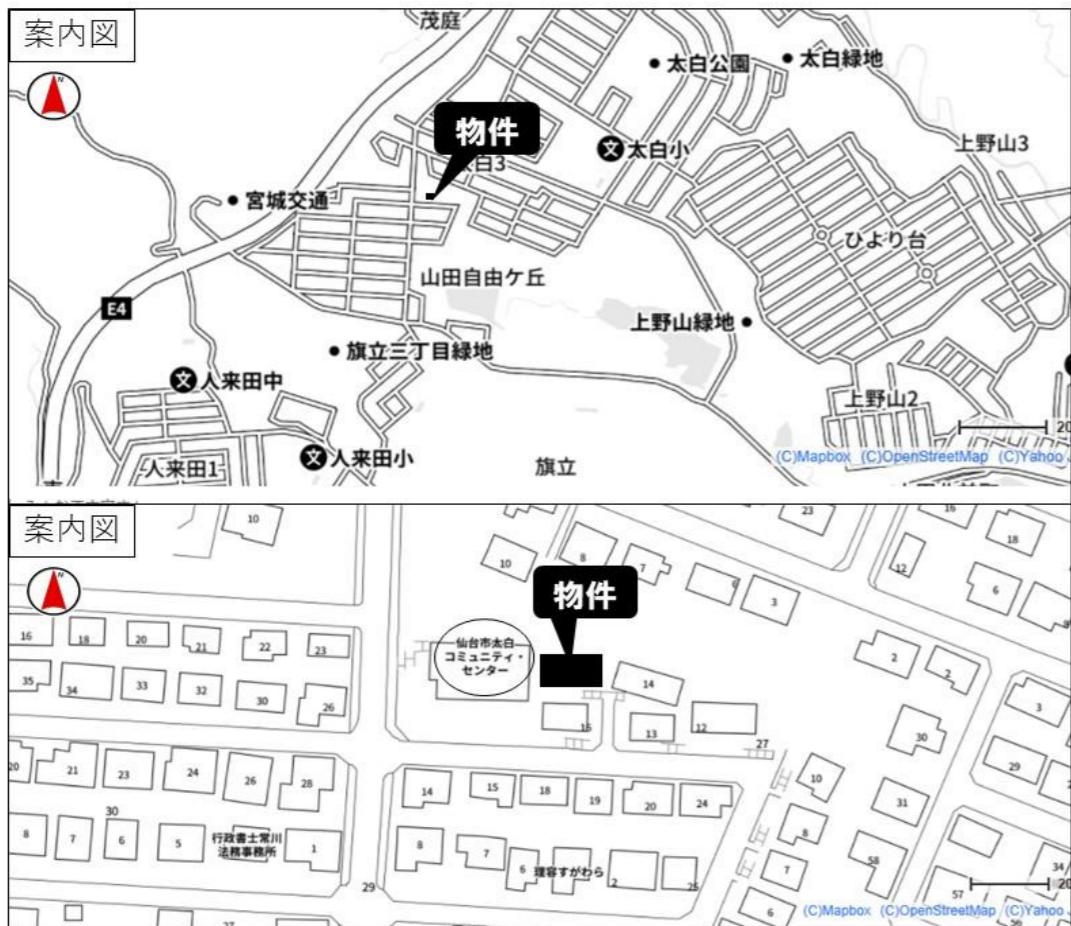 案内図
茂庭
太白公園
太白緑地
物件
太白小
上野山3
白3
宮城交通
ひより台
山田自由ケ丘
E4
上野山緑地
旗立三丁目緑地
人来田中
上野山2
20
人来田1
人来田小
旗立
(C)Mapbox (C)OpenStreetMap (C)Yahoo J
案内図
物件
10
8
7
10
6
3
23
16
18
12
6
仙台市太白
コミュニティ・
センター
16
18
20
21
22
23
35
34
33
32
30
26
14
16
13
12
27
2
2
3
30
29
20
21
23
24
26
28
14
15
18
19
20
24
10
31
30
8
7
6
5
行政書士常川
法務事務所
1
8
7
6
理容すがわら
2
25
8
58
7
34
57
29
6
20
(C)Mapbox (C)OpenStreetMap (C)Yahoo J